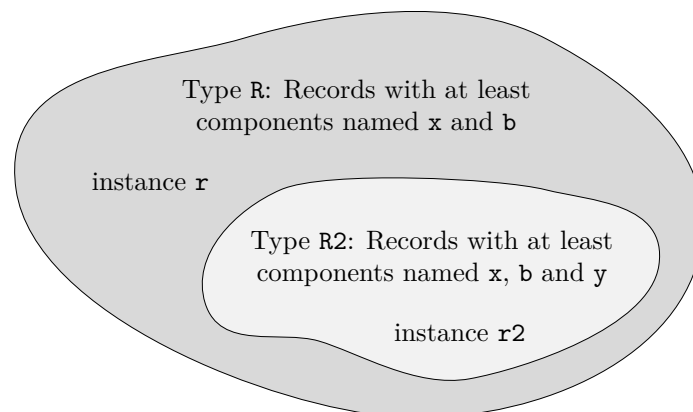 Type R: Records with at least
components named x and b
instance r
Type R2: Records with at least
components named x, b and y
instance r2